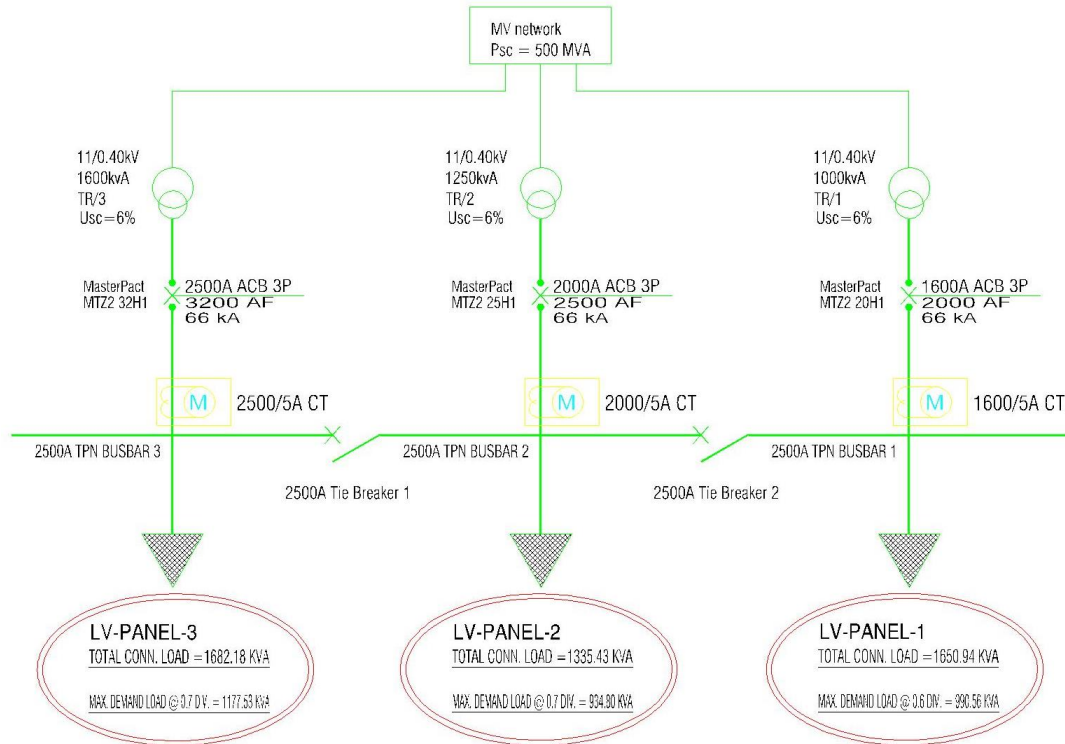 MV network
Psc = 500 MVA
11/0.40kV
1600kvA
TR/3
Usc=6%
11/0.40kV
1250kvA
TR/2
Usc=6%
11/0.40kV
1000kvA
TR/1
Usc=6%
MasterPact
MTZ2 32H1
2500A ACB 3P
3200 AF
66 kA
MasterPact
MTZ2 25H1
2000A ACB 3P
2500 AF
66 kA
MasterPact
MTZ2 20H1
1600A ACB 3P
2000 AF
66 kA
M
2500/5A CT
M
2000/5A CT
M
1600/5A CT
2500A TPN BUSBAR 3
2500A TPN BUSBAR 2
2500A TPN BUSBAR 1
2500A Tie Breaker 1
2500A Tie Breaker 2
LV-PANEL-3
TOTAL CONN. LOAD =1682.18 KVA
MAX. DEMAND LOAD @ 0.7 DIV. = 1177.53 KVA
LV-PANEL-2
TOTAL CONN. LOAD =1335.43 KVA
MAX. DEMAND LOAD @ 0.7 DIV. = 934.80 KVA
LV-PANEL-1
TOTAL CONN. LOAD =1650.94 KVA
MAX. DEMAND LOAD @ 0.6 DIV. = 990.56 KVA